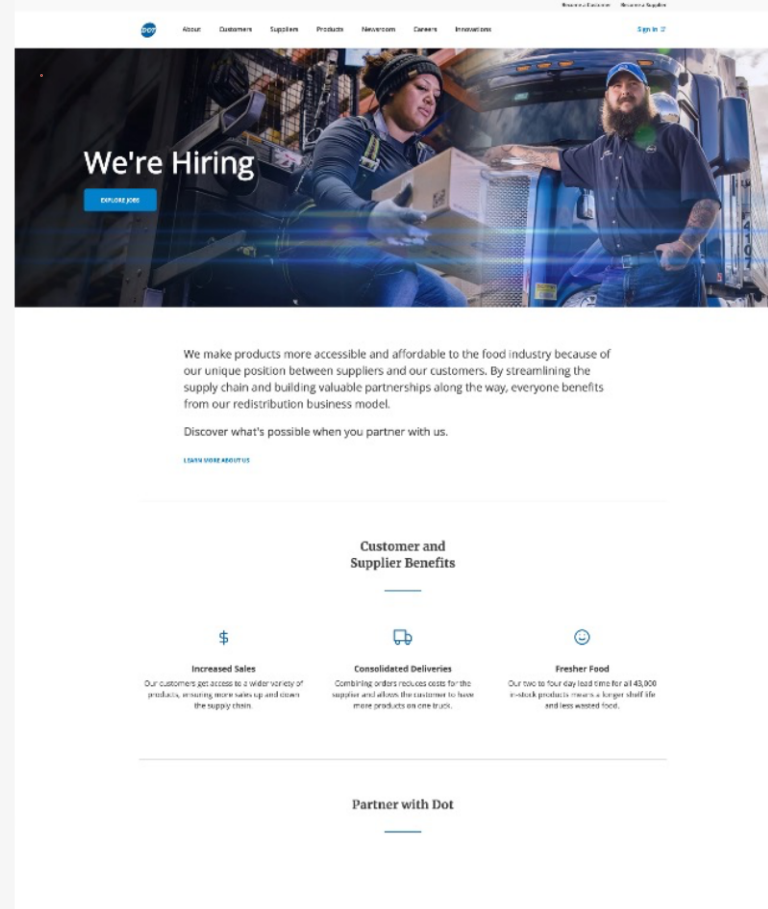 Become a Customer Become a Supplier
DOT
About Customers Suppliers Products Newsroom Careers Innovations Sign In
We're Hiring
EXPLORE JOBS
We make products more accessible and affordable to the food industry because of
our unique position between suppliers and our customers. By streamlining the
supply chain and building valuable partnerships along the way, everyone benefits
from our redistribution business model.
Discover what's possible when you partner with us.
LEARN MORE ABOUT US
Customer and
Supplier Benefits
Increased Sales
Our customers get access to a wider variety of
products, ensuring more sales up and down
the supply chain.
Consolidated Deliveries
Combining orders reduces costs for the
supplier and allows the customer to have
more products on one truck.
Fresher Food
Our two to four day lead time for all 43,000
in-stock products means a longer shelf life
and less wasted food.
Partner with Dot